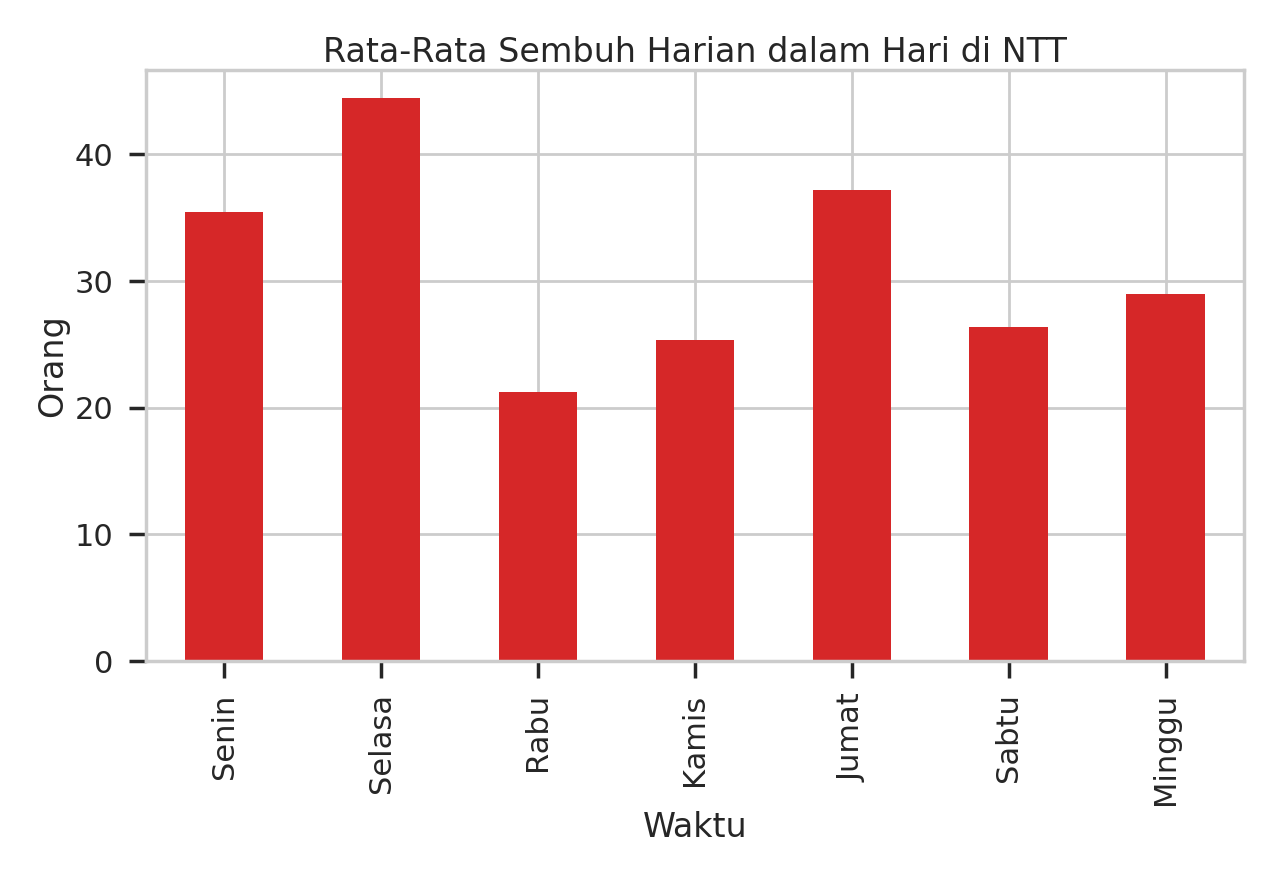 Rata-Rata Sembuh Harian dalam Hari di NTT
Orang
40
30
20
10
0
Senin
Selasa
Rabu
Kamis
Jumat
Sabtu
Minggu
Waktu